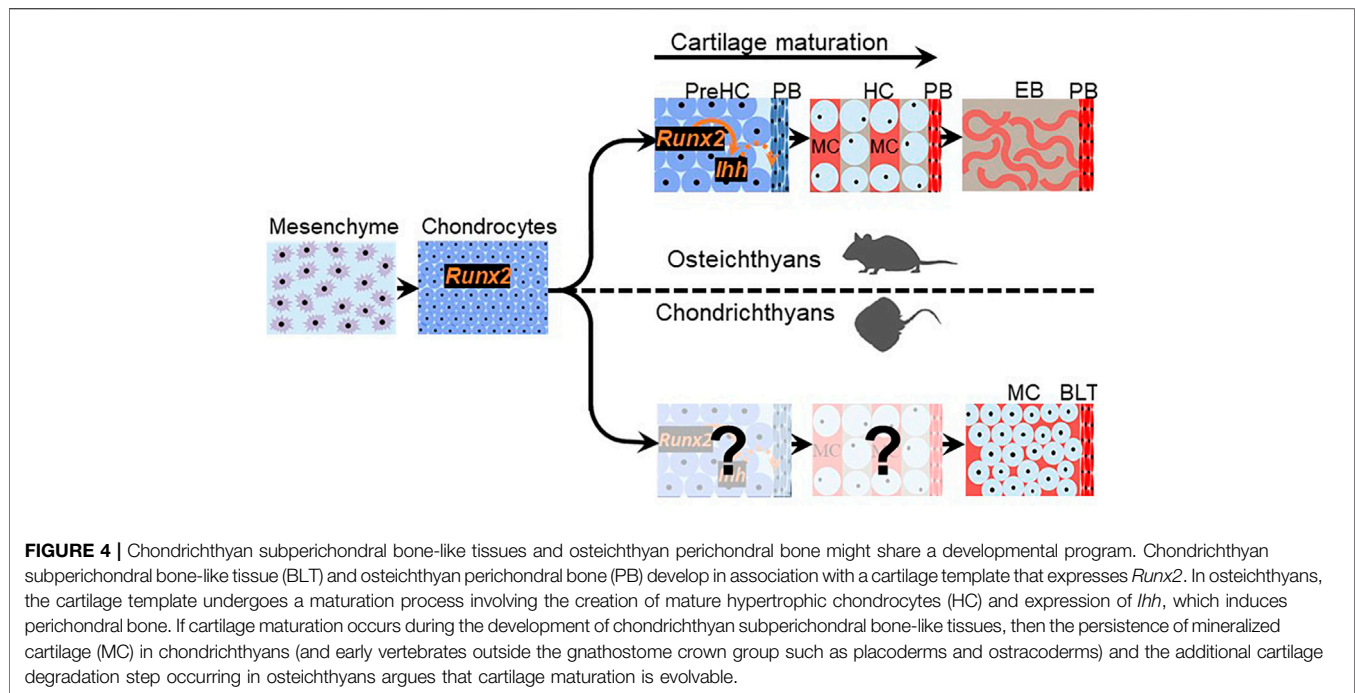 Cartilage maturation
PreHC PB HC PB EB PB
Runx2 MC MC
Ihh
Mesenchyme Chondrocytes
Runx2
Osteichthyans
Chondrichthyans
MC BLT
Runx2 ? MC ? MC
Ihh
FIGURE 4 | Chondrichthyan subperichondral bone-like tissues and osteichthyan perichondral bone might share a developmental program. Chondrichthyan
subperichondral bone-like tissue (BLT) and osteichthyan perichondral bone (PB) develop in association with a cartilage template that expresses Runx2. In osteichthyans,
the cartilage template undergoes a maturation process involving the creation of mature hypertrophic chondrocytes (HC) and expression of Ihh, which induces
perichondral bone. If cartilage maturation occurs during the development of chondrichthyan subperichondral bone-like tissues, then the persistence of mineralized
cartilage (MC) in chondrichthyans (and early vertebrates outside the gnathostome crown group such as placoderms and ostracoderms) and the additional cartilage
degradation step occurring in osteichthyans argues that cartilage maturation is evolvable.